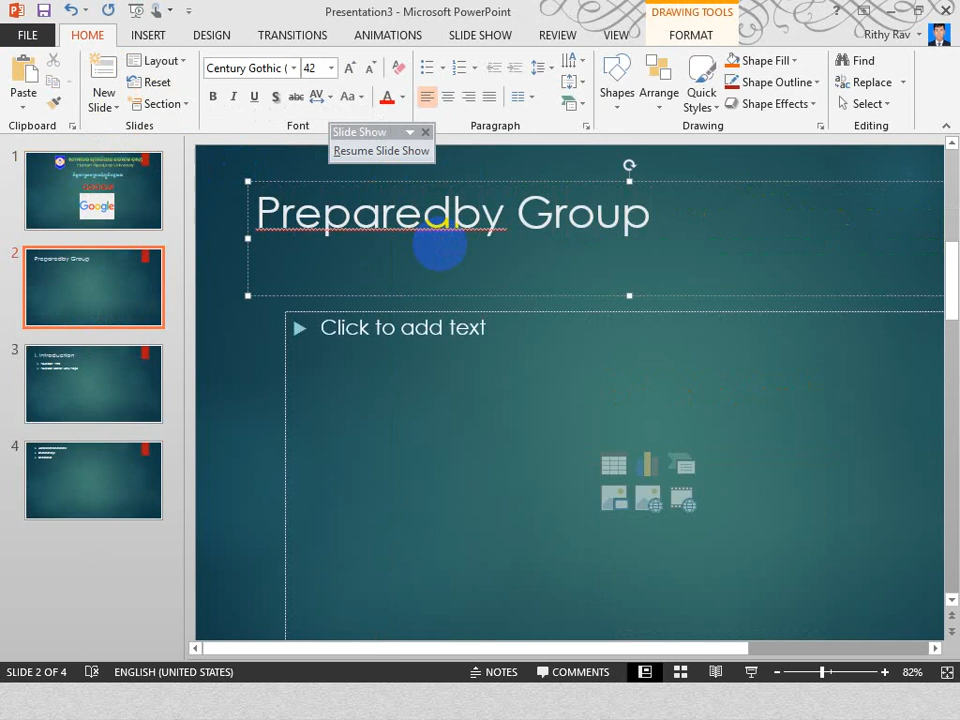 Presentation3 - Microsoft PowerPoint
DRAWING TOOLS
FILE HOME INSERT DESIGN TRANSITIONS ANIMATIONS SLIDE SHOW REVIEW VIEW FORMAT Rithy Rav
Paste
Clipboard
New Slide
Layout
Reset
Section
Slides
Century Gothic ( 42
B I U S abc AV Aa A
Font
Paragraph
Shapes Arrange Quick Styles
Shape Fill
Shape Outline
Shape Effects
Drawing
Find
Replace
Select
Editing
Slide Show
Resume Slide Show
1
Google
2
Preparedby Group
3
I. Introduction
4
Preparedby Group
Click to add text
SLIDE 2 OF 4 ENGLISH (UNITED STATES) NOTES COMMENTS 82%